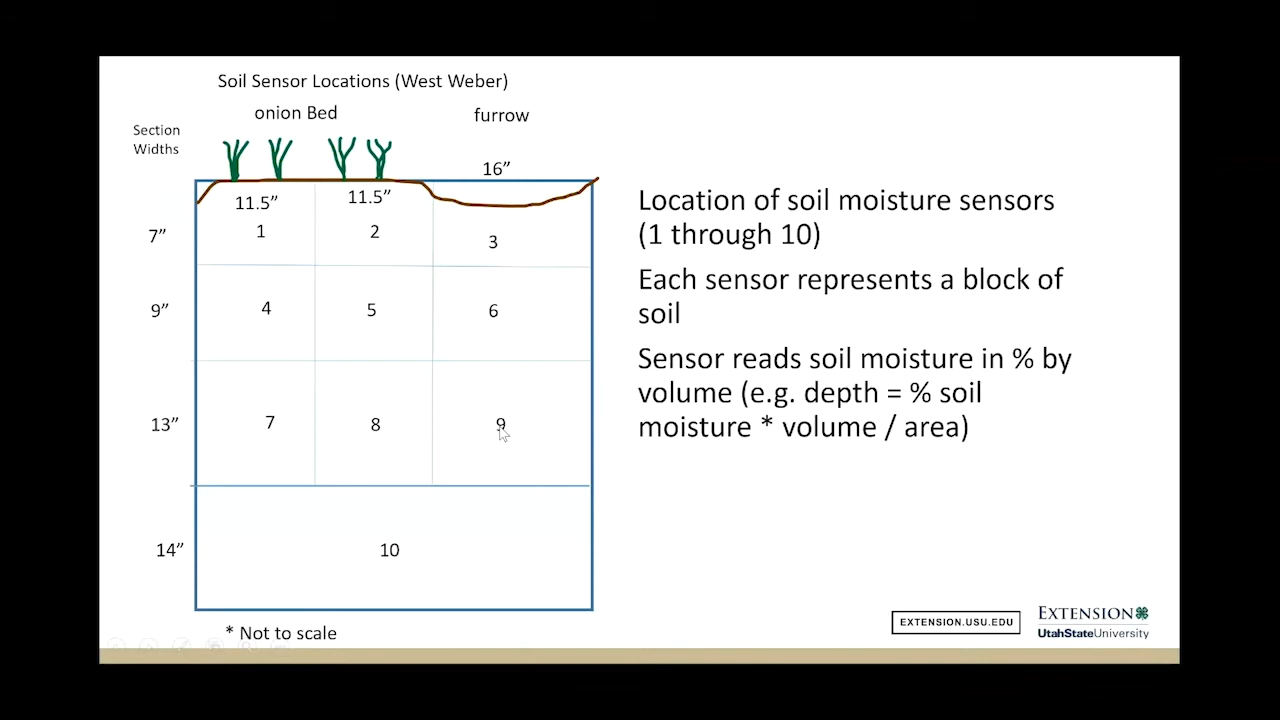 Soil Sensor Locations (West Weber)
onion Bed
furrow
Section
Widths
16”
11.5”
11.5”
7”
1
2
3
9”
4
5
6
13”
7
8
9
14”
10
* Not to scale
Location of soil moisture sensors
(1 through 10)
Each sensor represents a block of
soil
Sensor reads soil moisture in % by
volume (e.g. depth = % soil
moisture * volume / area)
EXTENSION.USU.EDU
EXTENSION
UtahStateUniversity